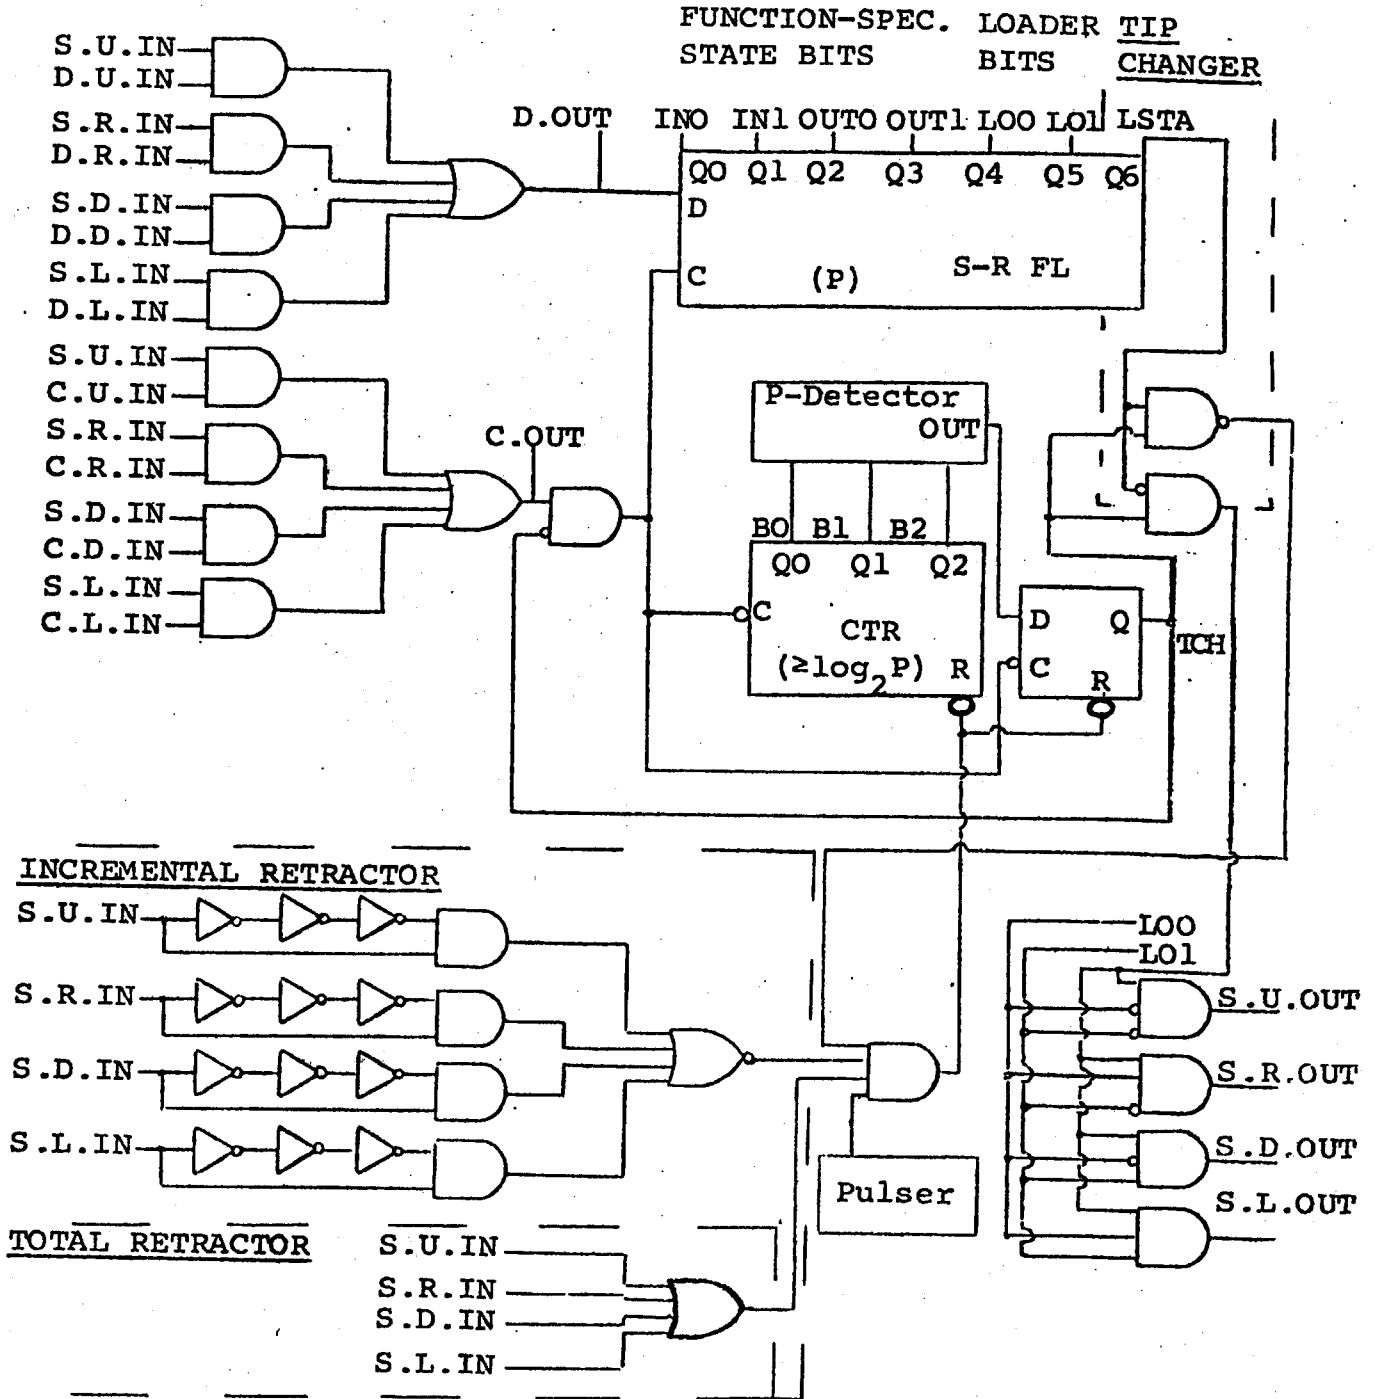 FUNCTION-SPEC. LOADER TIP
STATE BITS BITS CHANGER
S.U.IN
D.U.IN
S.R.IN
D.R.IN
S.D.IN
D.D.IN
S.L.IN
D.L.IN
D.OUT
IN0 IN1 OUT0 OUT1 LO0 LO1 LSTA
Q0 Q1 Q2 Q3 Q4 Q5 Q6
D
C (P) S-R FL
S.U.IN
C.U.IN
S.R.IN
C.R.IN
S.D.IN
C.D.IN
S.L.IN
C.L.IN
C.OUT
P-Detector
OUT
B0 B1 B2
Q0 Q1 Q2
C
CTR
(≥log2P) R
D Q
C
R
TCH
INCREMENTAL RETRACTOR
S.U.IN
S.R.IN
S.D.IN
S.L.IN
Pulser
LO0
LO1
S.U.OUT
S.R.OUT
S.D.OUT
S.L.OUT
TOTAL RETRACTOR
S.U.IN
S.R.IN
S.D.IN
S.L.IN